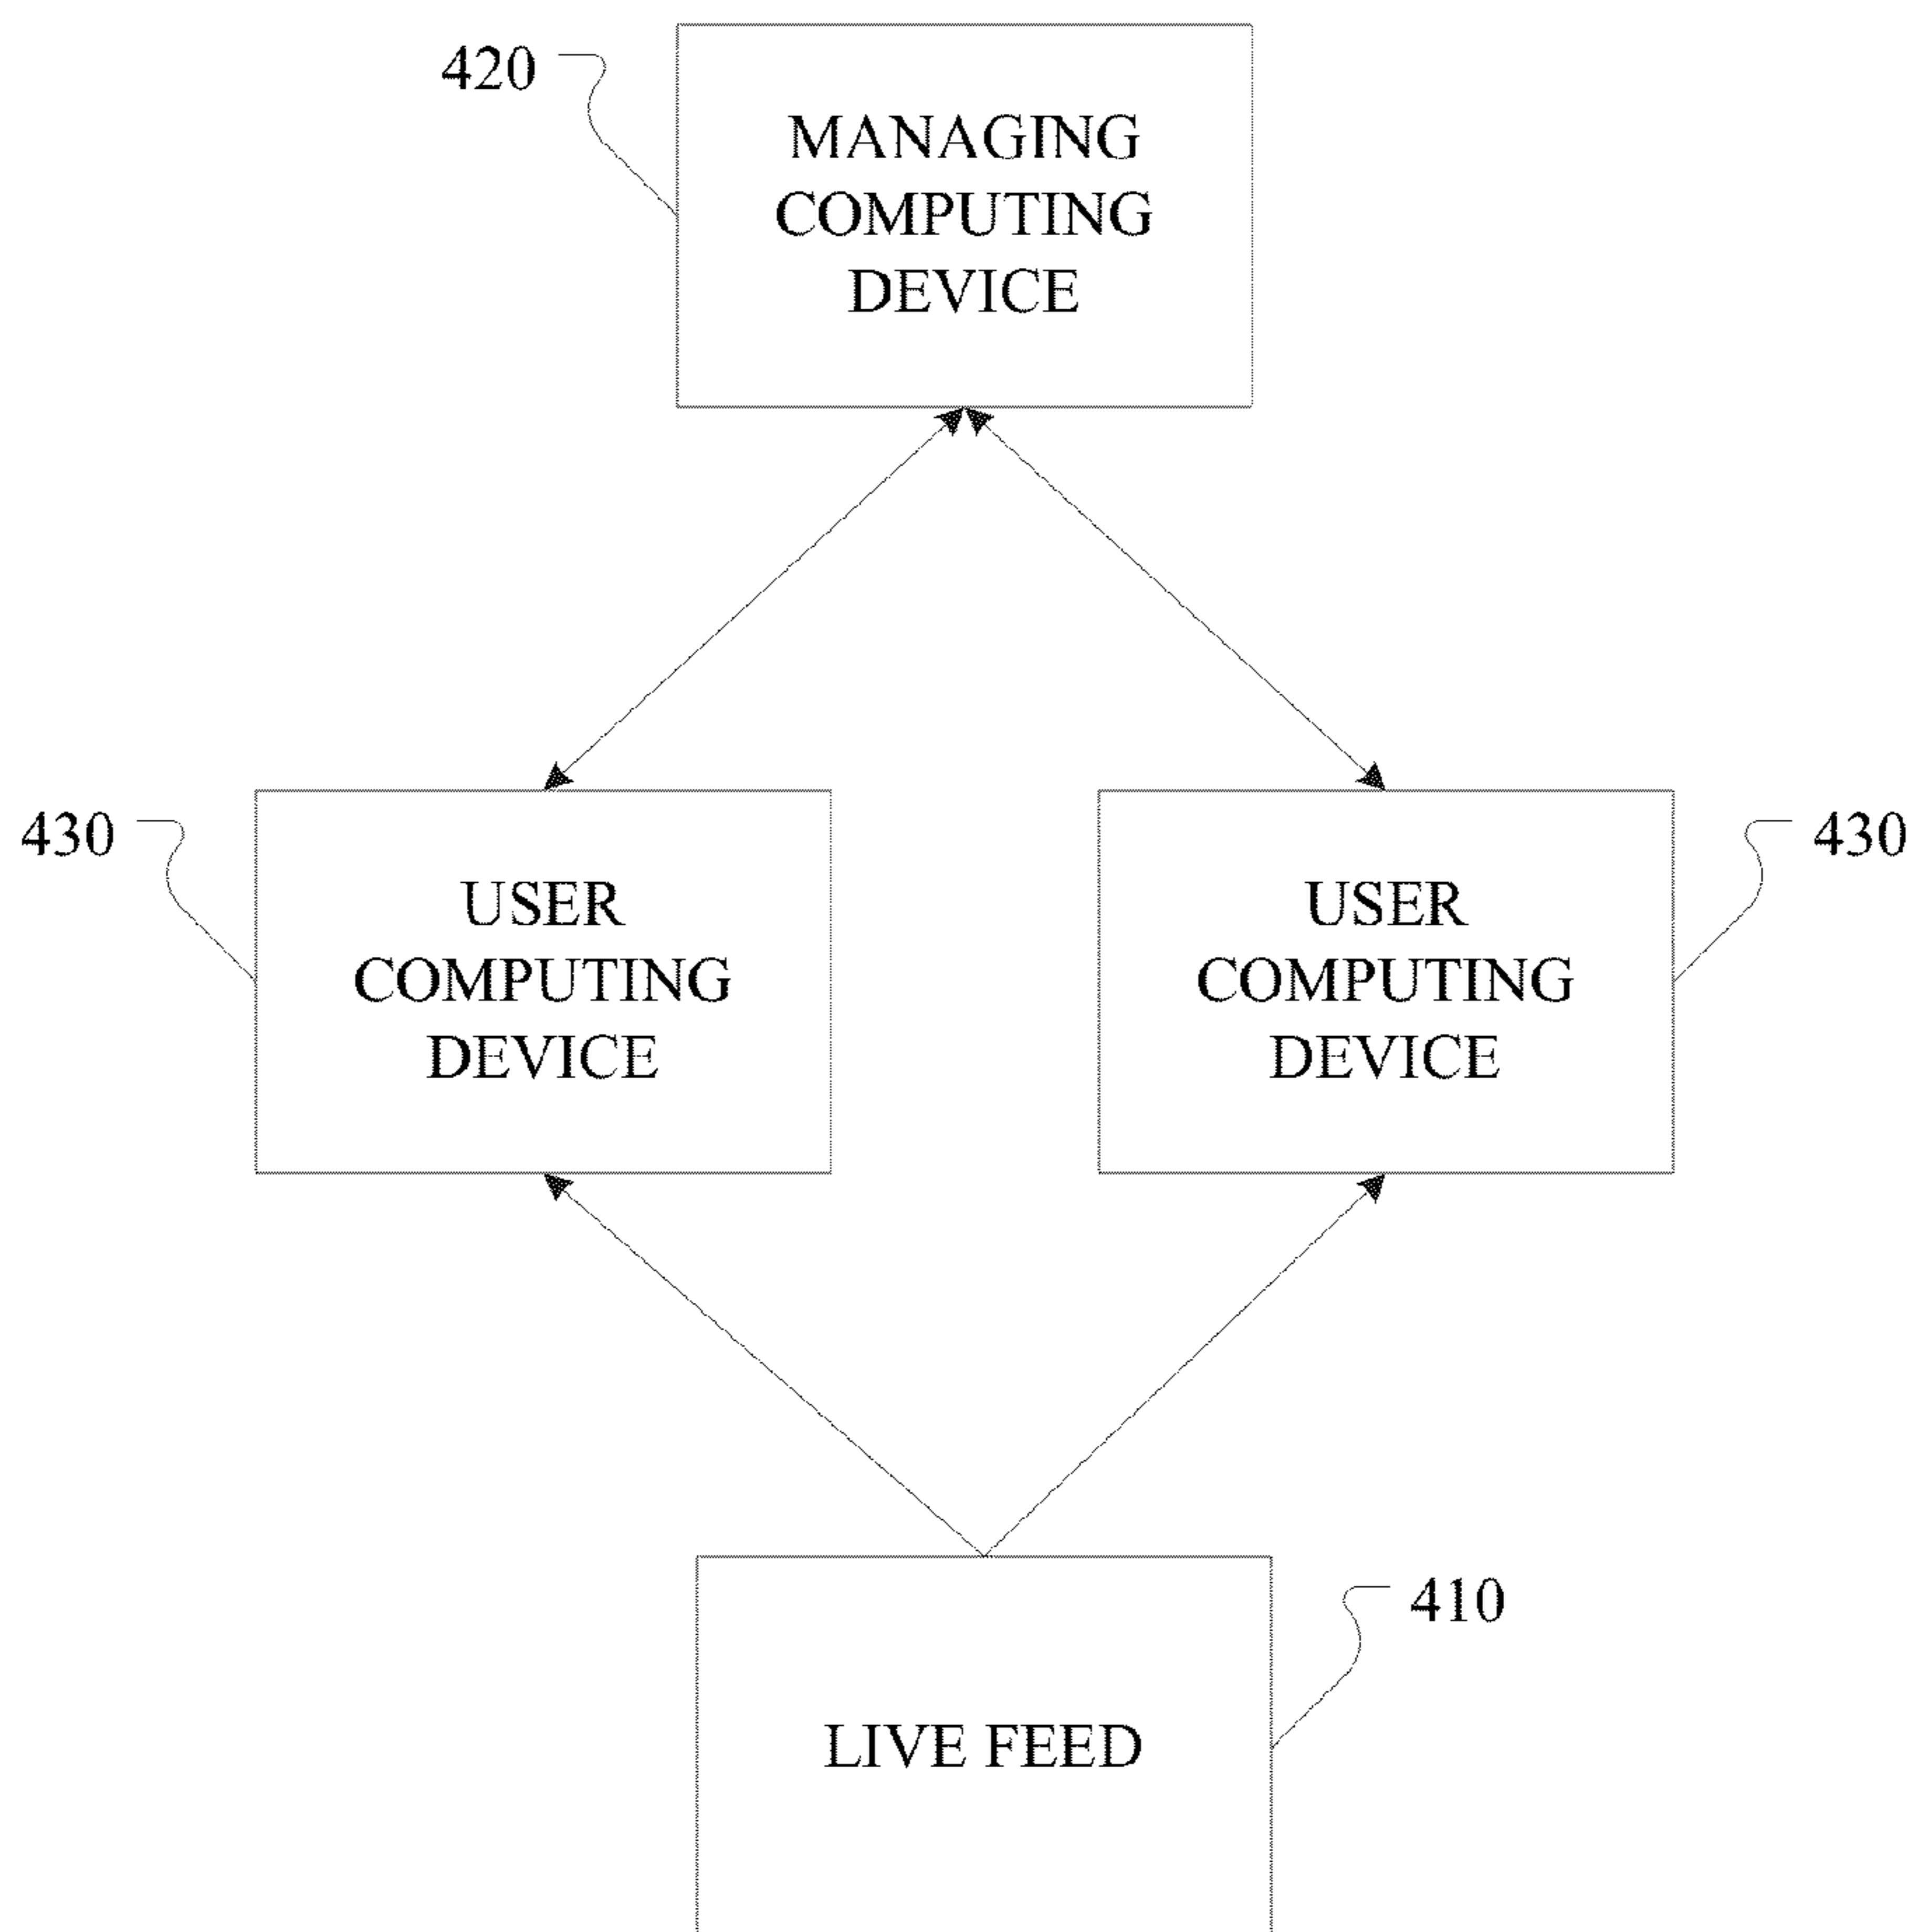 420
MANAGING
COMPUTING
DEVICE
430
USER
COMPUTING
DEVICE
USER
COMPUTING
DEVICE
430
LIVE FEED
410